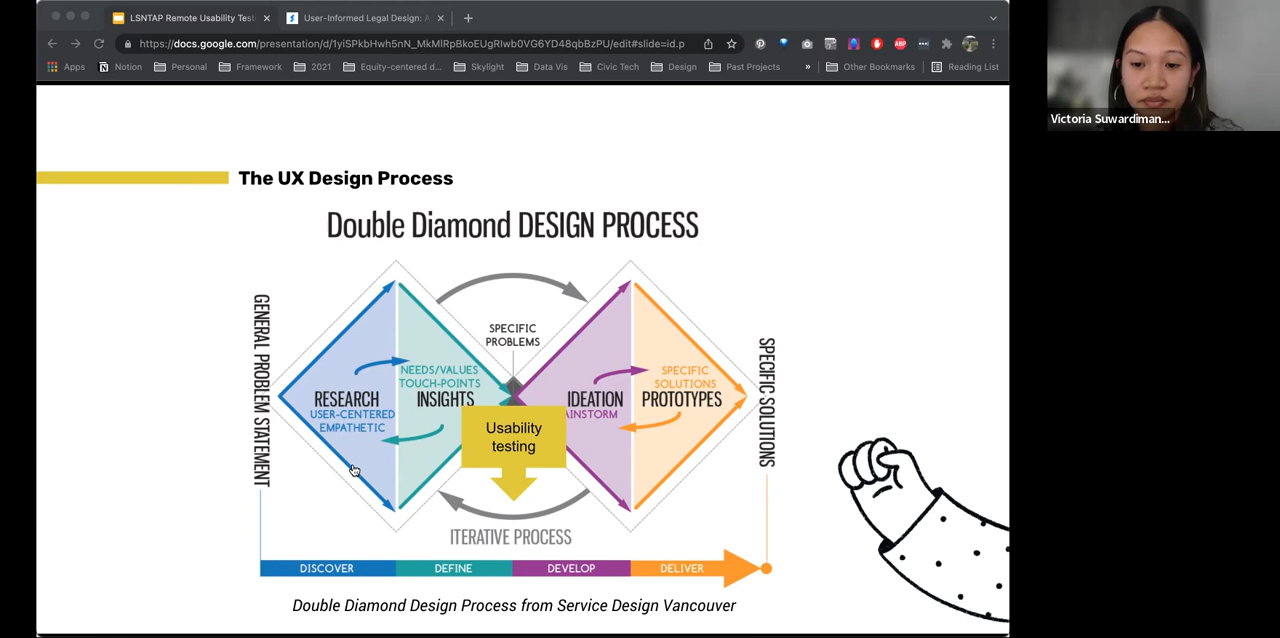 LSNTAP Remote Usability Test
User-Informed Legal Design: A
https://docs.google.com/presentation/d/1yiSPkbHwh5nN_MkMlRpBkoEUgRIwb0VG6YD48qbBzPU/edit#slide=id.p
Apps
Notion
Personal
Framework
2021
Equity-centered d...
Skylight
Data Vis
Civic Tech
Design
Past Projects
»
Other Bookmarks
Reading List
ABP
Victoria Suwardiman...
The UX Design Process
Double Diamond DESIGN PROCESS
GENERAL PROBLEM STATEMENT
SPECIFIC
PROBLEMS
NEEDS/VALUES
TOUCH-POINTS
RESEARCH
INSIGHTS
USER-CENTERED
EMPATHETIC
SPECIFIC
SOLUTIONS
IDEATION
PROTOTYPES
AINSTORM
Usability
testing
SPECIFIC SOLUTIONS
ITERATIVE PROCESS
DISCOVER
DEFINE
DEVELOP
DELIVER
Double Diamond Design Process from Service Design Vancouver